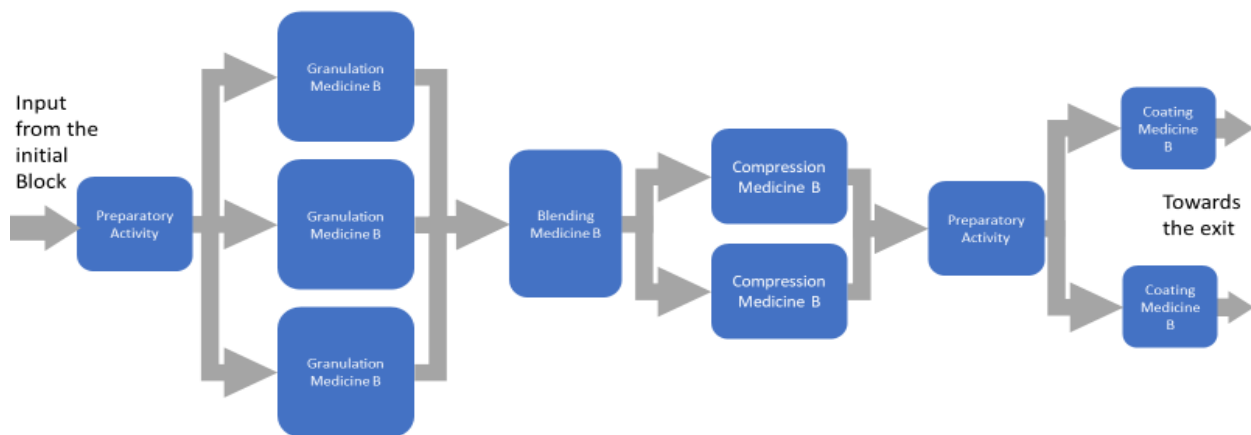 Input
from the
initial
Block
Preparatory
Activity
Granulation
Medicine B
Granulation
Medicine B
Granulation
Medicine B
Blending
Medicine B
Compression
Medicine B
Compression
Medicine B
Preparatory
Activity
Coating
Medicine
B
Coating
Medicine
B
Towards
the exit